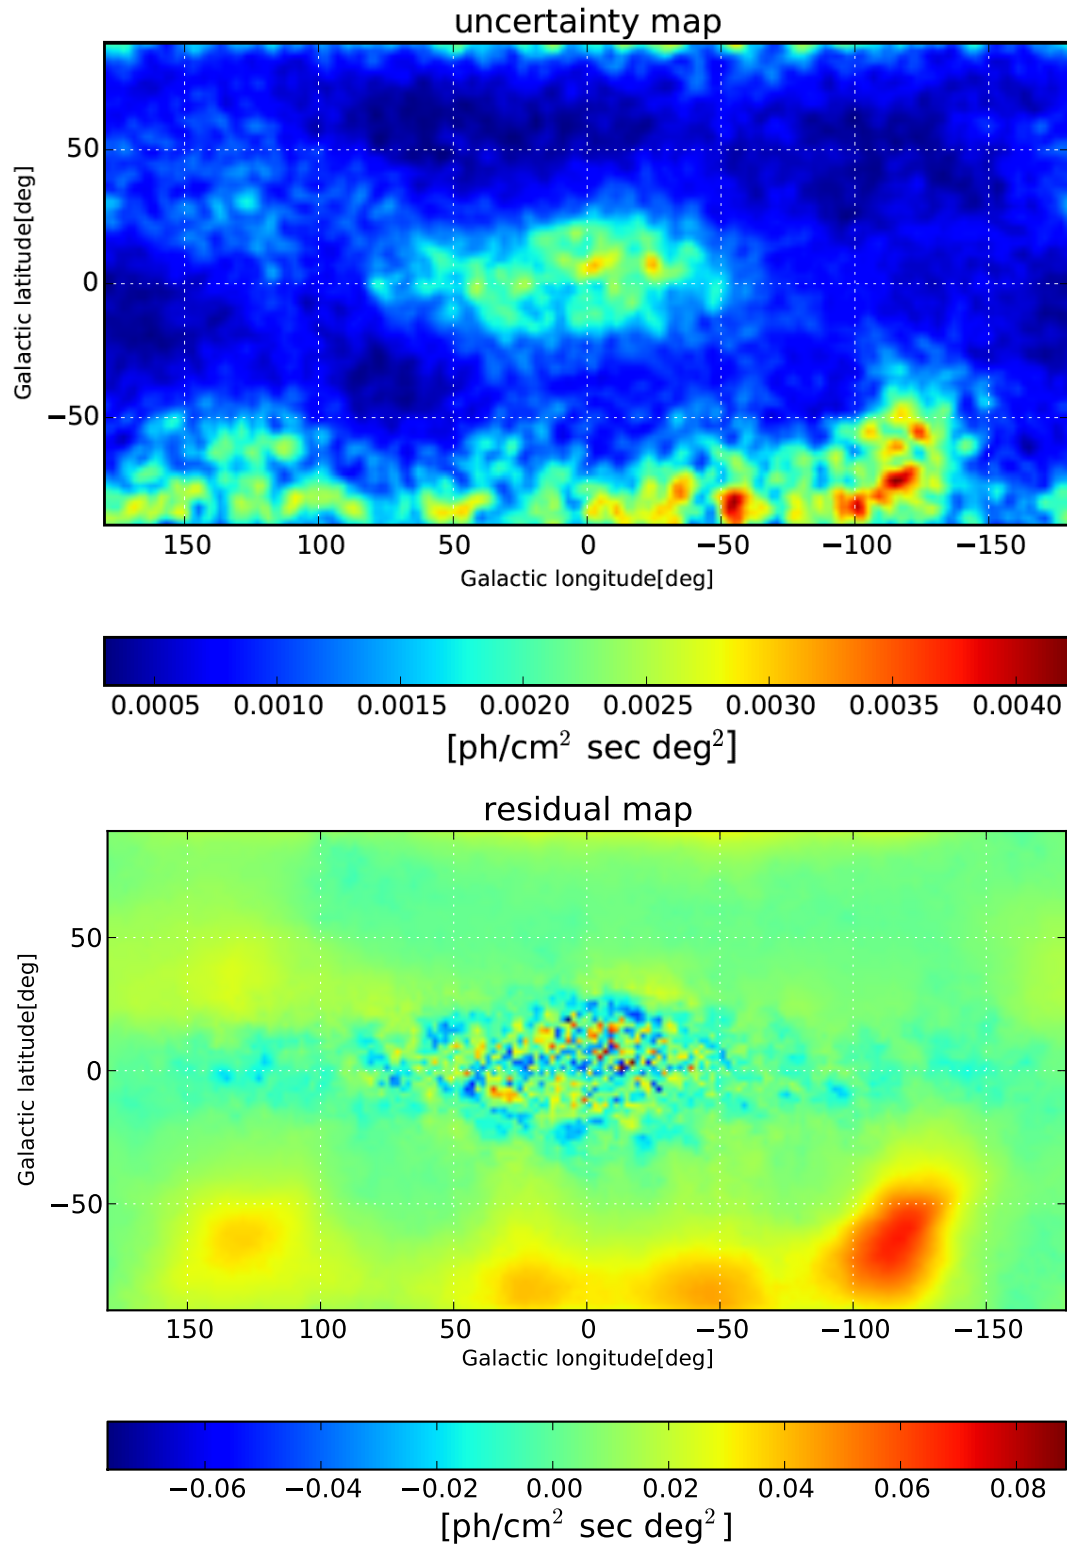 uncertainty map
Galactic latitude[deg]
50
0
−50
150 100 50 0 −50 −100 −150
Galactic longitude[deg]
0.0005 0.0010 0.0015 0.0020 0.0025 0.0030 0.0035 0.0040
[ph/cm² sec deg²]
residual map
Galactic latitude[deg]
50
0
−50
150 100 50 0 −50 −100 −150
Galactic longitude[deg]
−0.06 −0.04 −0.02 0.00 0.02 0.04 0.06 0.08
[ph/cm² sec deg²]